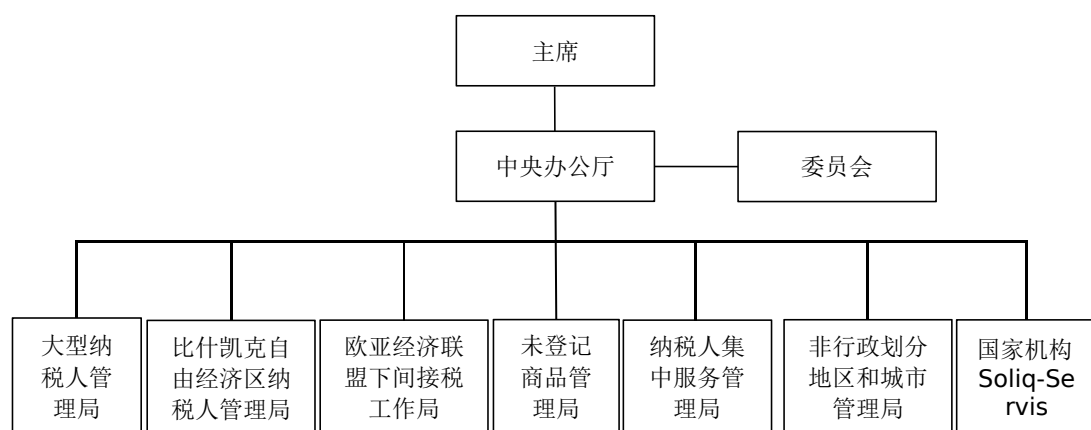 主席
中央办公厅
委员会
大型纳
税人管
理局
比什凯克自
由经济区纳
税人管理局
欧亚经济联
盟下间接税
工作局
未登记
商品管
理局
纳税人集
中服务管
理局
非行政划分
地区和城市
管理局
国家机构
Soliq-Se
rvis